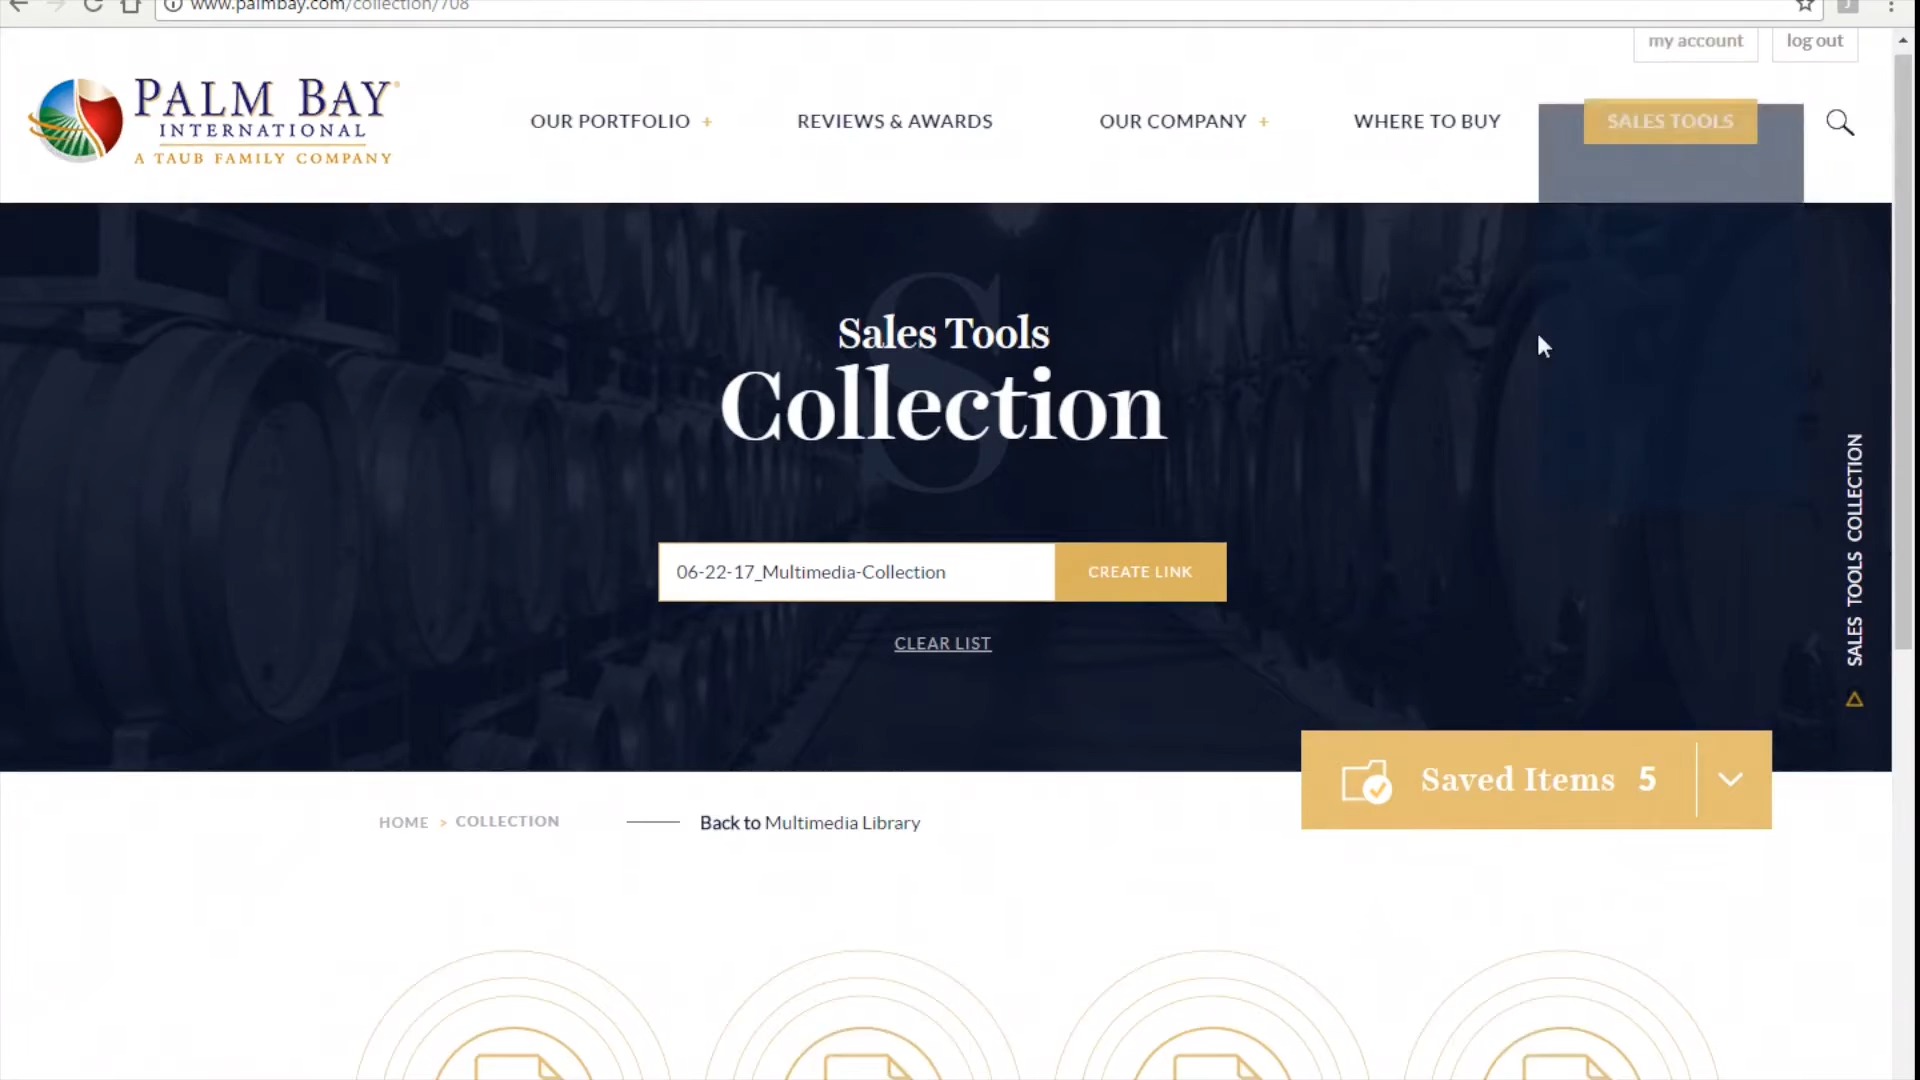 www.palmbay.com/collection/708
my account
log out
PALM BAY
INTERNATIONAL
A TAUB FAMILY COMPANY
OUR PORTFOLIO +
REVIEWS & AWARDS
OUR COMPANY +
WHERE TO BUY
SALES TOOLS
S
Sales Tools
Collection
06-22-17_Multimedia-Collection
CREATE LINK
CLEAR LIST
SALES TOOLS COLLECTION
Saved Items 5
HOME > COLLECTION
Back to Multimedia Library